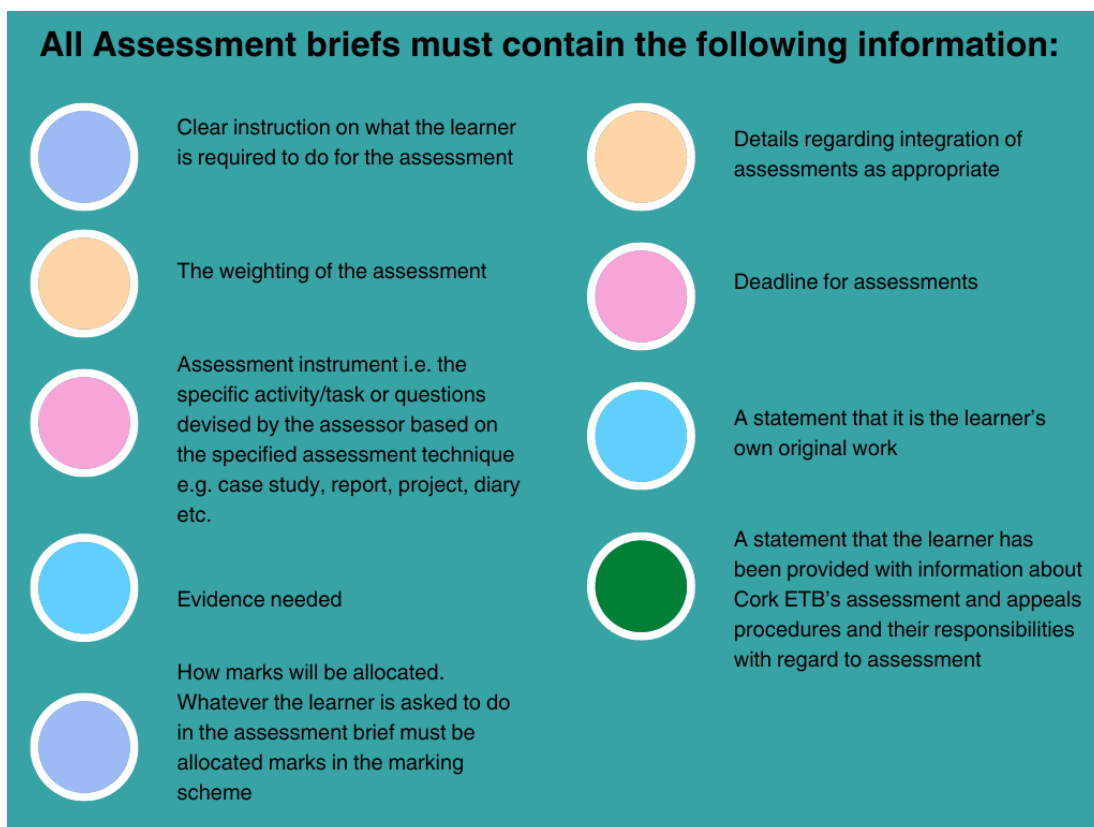 All Assessment briefs must contain the following information:
Clear instruction on what the learner
is required to do for the assessment
The weighting of the assessment
Assessment instrument i.e. the
specific activity/task or questions
devised by the assessor based on
the specified assessment technique
e.g. case study, report, project, diary
etc.
Evidence needed
How marks will be allocated.
Whatever the learner is asked to do
in the assessment brief must be
allocated marks in the marking
scheme
Details regarding integration of
assessments as appropriate
Deadline for assessments
A statement that it is the learner’s
own original work
A statement that the learner has
been provided with information about
Cork ETB’s assessment and appeals
procedures and their responsibilities
with regard to assessment